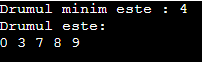 Drumul minim este : 4
Drumul este:
0 3 7 8 9